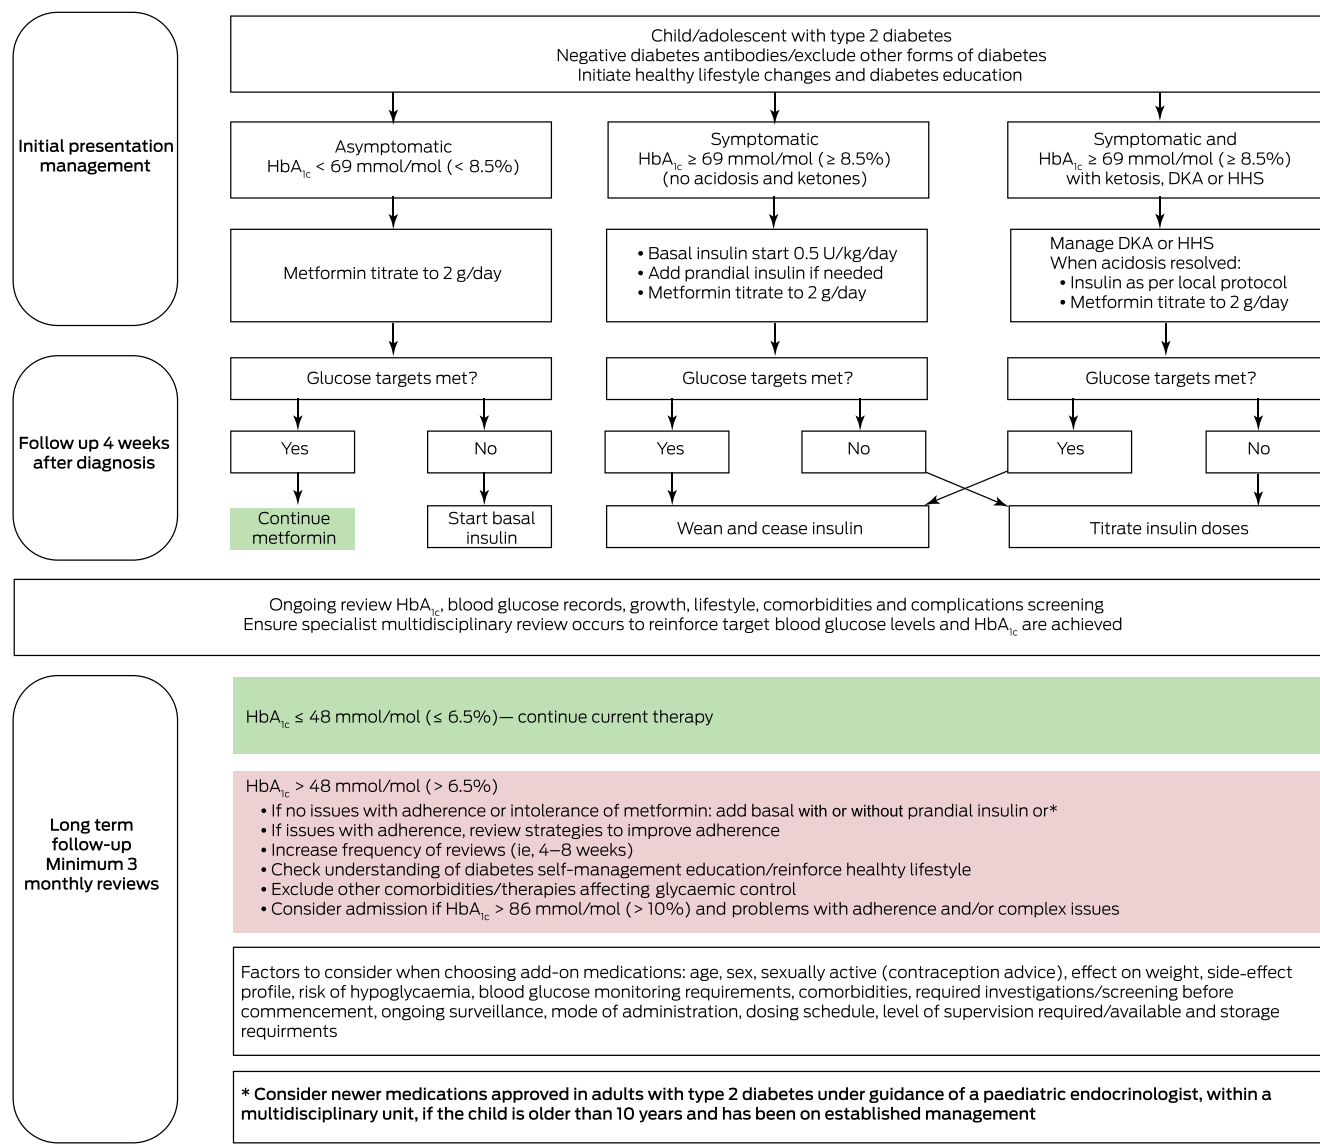 Child/adolescent with type 2 diabetes
Negative diabetes antibodies/exclude other forms of diabetes
Initiate healthy lifestyle changes and diabetes education
Initial presentation
management
Asymptomatic
HbA1c < 69 mmol/mol (< 8.5%)
Symptomatic
HbA1c ≥ 69 mmol/mol (≥ 8.5%)
(no acidosis and ketones)
Symptomatic and
HbA1c ≥ 69 mmol/mol (≥ 8.5%)
with ketosis, DKA or HHS
Metformin titrate to 2 g/day
• Basal insulin start 0.5 U/kg/day
• Add prandial insulin if needed
• Metformin titrate to 2 g/day
Manage DKA or HHS
When acidosis resolved:
• Insulin as per local protocol
• Metformin titrate to 2 g/day
Follow up 4 weeks
after diagnosis
Glucose targets met?
Glucose targets met?
Glucose targets met?
Yes
No
Yes
No
Yes
No
Continue
metformin
Start basal
insulin
Wean and cease insulin
Titrate insulin doses
Ongoing review HbA1c, blood glucose records, growth, lifestyle, comorbidities and complications screening
Ensure specialist multidisciplinary review occurs to reinforce target blood glucose levels and HbA1c are achieved
Long term
follow-up
Minimum 3
monthly reviews
HbA1c ≤ 48 mmol/mol (≤ 6.5%)— continue current therapy
HbA1c > 48 mmol/mol (> 6.5%)
• If no issues with adherence or intolerance of metformin: add basal with or without prandial insulin or*
• If issues with adherence, review strategies to improve adherence
• Increase frequency of reviews (ie, 4–8 weeks)
• Check understanding of diabetes self-management education/reinforce healhty lifestyle
• Exclude other comorbidities/therapies affecting glycaemic control
• Consider admission if HbA1c > 86 mmol/mol (> 10%) and problems with adherence and/or complex issues
Factors to consider when choosing add-on medications: age, sex, sexually active (contraception advice), effect on weight, side-effect
profile, risk of hypoglycaemia, blood glucose monitoring requirements, comorbidities, required investigations/screening before
commencement, ongoing surveillance, mode of administration, dosing schedule, level of supervision required/available and storage
requirments
* Consider newer medications approved in adults with type 2 diabetes under guidance of a paediatric endocrinologist, within a
multidisciplinary unit, if the child is older than 10 years and has been on established management